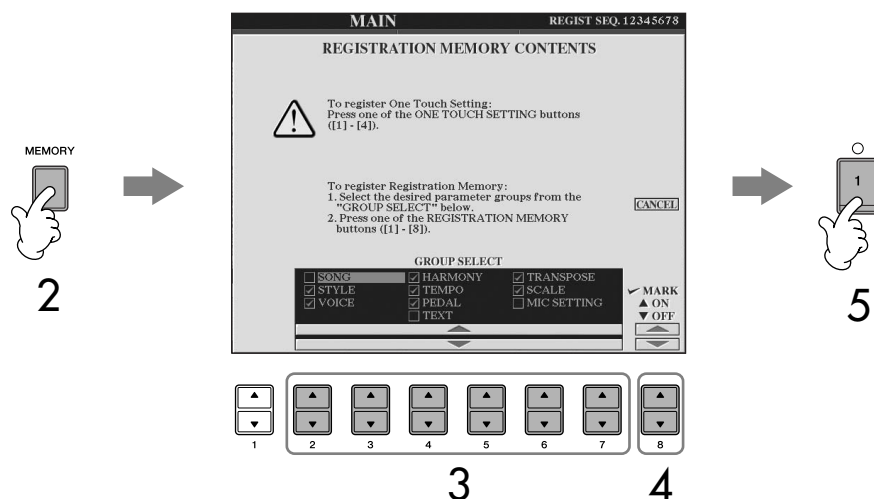 MAIN
REGIST SEQ. 12345678
REGISTRATION MEMORY CONTENTS
To register One Touch Setting:
Press one of the ONE TOUCH SETTING buttons
([1] - [4]).
MEMORY
2
To register Registration Memory:
1. Select the desired parameter groups from the
"GROUP SELECT" below.
2. Press one of the REGISTRATION MEMORY
buttons ([1] - [8]).
CANCEL
GROUP SELECT
SONG HARMONY TRANSPOSE
STYLE TEMPO SCALE
VOICE PEDAL MIC SETTING
TEXT
MARK
▲ ON
▼ OFF
1
5
1 2 3 4 5 6 7 8
3 4